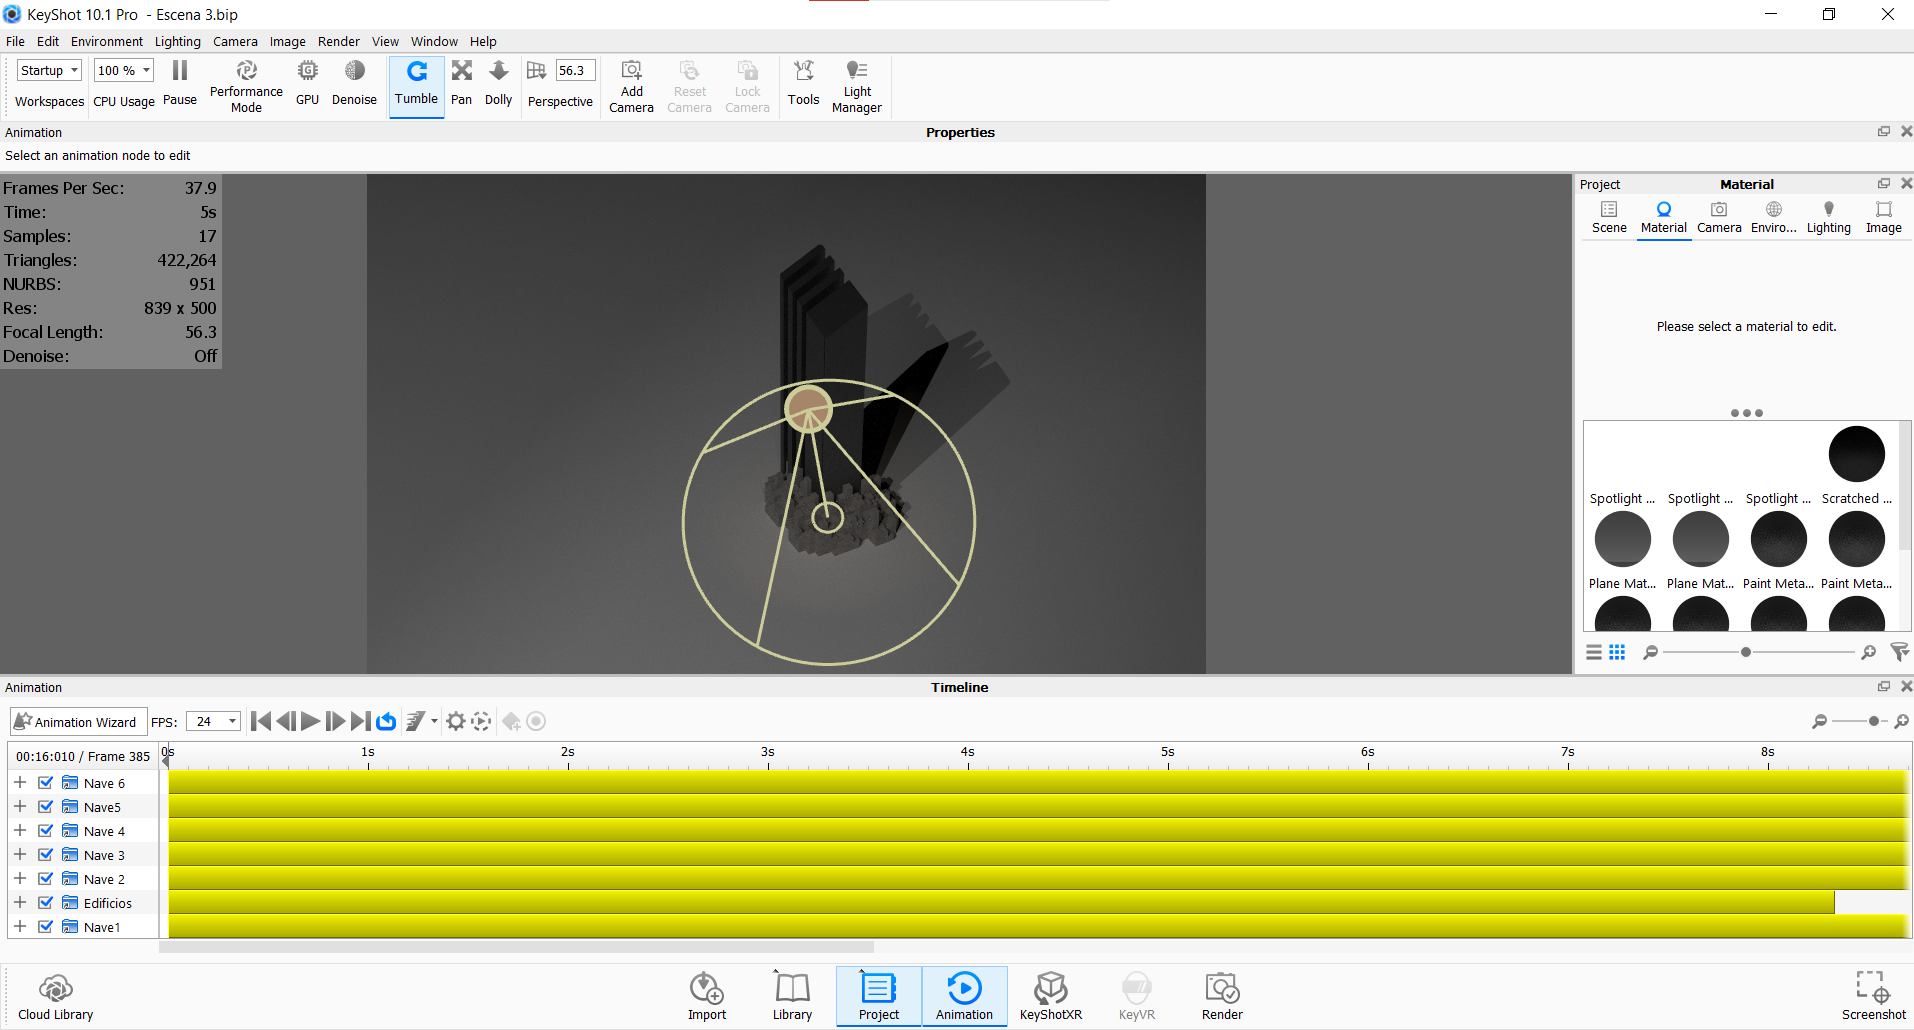 KeyShot 10.1 Pro - Escena 3.bip
File Edit Environment Lighting Camera Image Render View Window Help
Startup 100 % 56.3
Workspaces CPU Usage Pause Performance Mode GPU Denoise Tumble Pan Dolly Perspective Add Camera Reset Camera Lock Camera Tools Light Manager
Animation Properties
Select an animation node to edit
Frames Per Sec: 37.9
Time: 5s
Samples: 17
Triangles: 422,264
NURBS: 951
Res: 839 x 500
Focal Length: 56.3
Denoise: Off
Project Material
Scene Material Camera Enviro... Lighting Image
Please select a material to edit.
Spotlight ... Spotlight ... Spotlight ... Scratched ...
Plane Mat... Plane Mat... Paint Meta... Paint Meta...
Animation Timeline
Animation Wizard FPS: 24
00:16:010 / Frame 385 0s 1s 2s 3s 4s 5s 6s 7s 8s
Nave 6
Nave5
Nave 4
Nave 3
Nave 2
Edificios
Nave1
Cloud Library Import Library Project Animation KeyShotXR KeyVR Render Screenshot